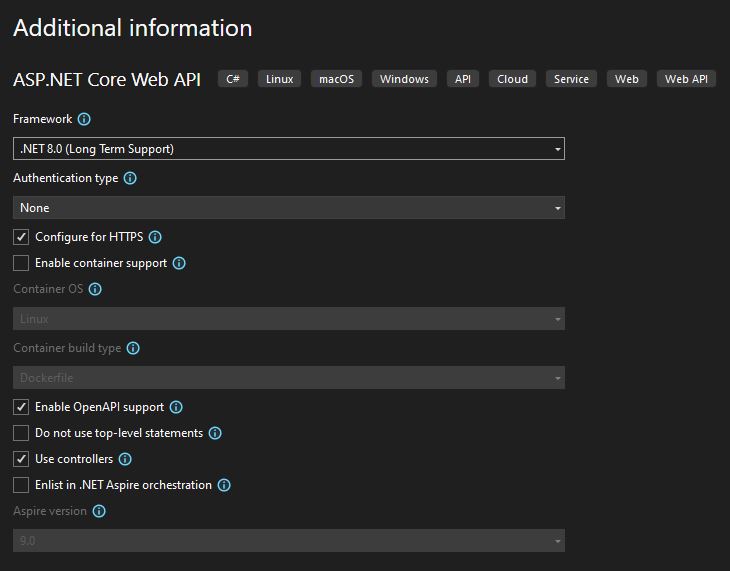 Additional information
ASP.NET Core Web API C# Linux macOS Windows API Cloud Service Web Web API
Framework
.NET 8.0 (Long Term Support)
Authentication type
None
Configure for HTTPS
Enable container support
Container OS
Linux
Container build type
Dockerfile
Enable OpenAPI support
Do not use top-level statements
Use controllers
Enlist in .NET Aspire orchestration
Aspire version
9.0